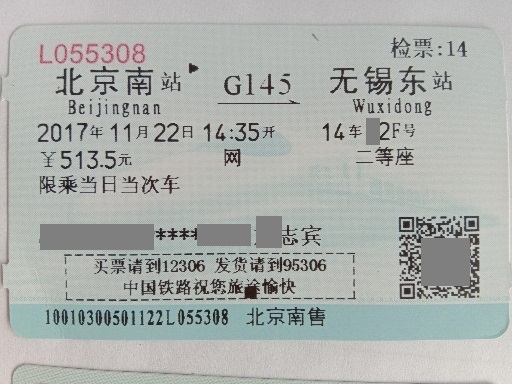 L055308
检票:14
北京南站 G145 无锡东站
Beijingnan Wuxidong
2017年11月22日 14:35开 14车 2F号
￥513.5元 网 二等座
限乘当日当次车
**** 志宾
买票请到12306 发货请到95306
中国铁路祝您旅途愉快
10010300501122L055308 北京南售